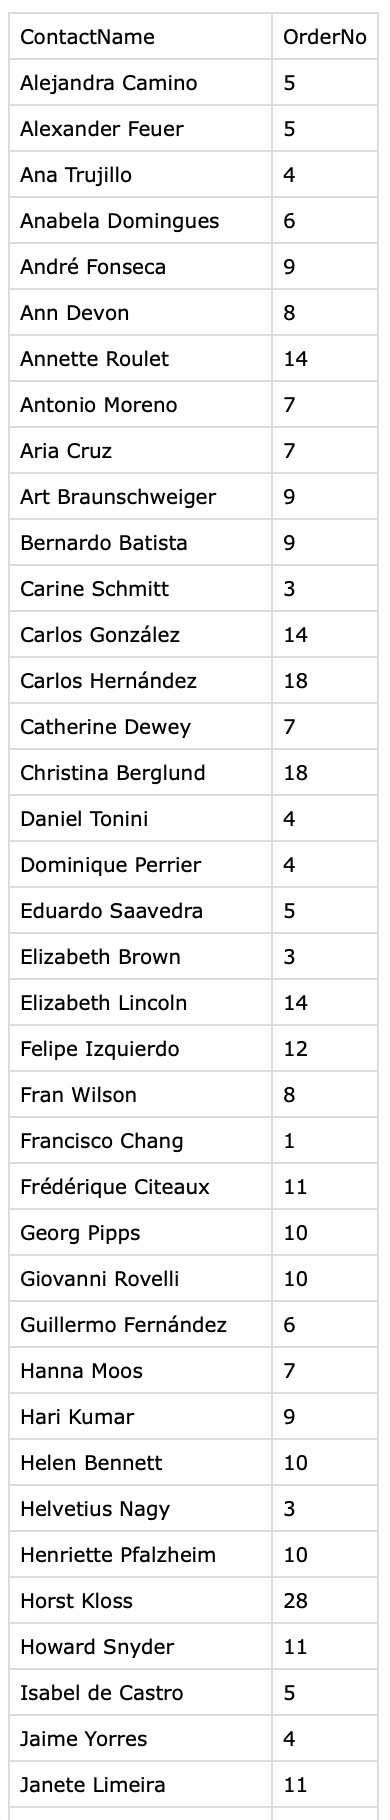 ContactName OrderNo
Alejandra Camino 5
Alexander Feuer 5
Ana Trujillo 4
Anabela Domingues 6
André Fonseca 9
Ann Devon 8
Annette Roulet 14
Antonio Moreno 7
Aria Cruz 7
Art Braunschweiger 9
Bernardo Batista 9
Carine Schmitt 3
Carlos González 14
Carlos Hernández 18
Catherine Dewey 7
Christina Berglund 18
Daniel Tonini 4
Dominique Perrier 4
Eduardo Saavedra 5
Elizabeth Brown 3
Elizabeth Lincoln 14
Felipe Izquierdo 12
Fran Wilson 8
Francisco Chang 1
Frédérique Citeaux 11
Georg Pipps 10
Giovanni Rovelli 10
Guillermo Fernández 6
Hanna Moos 7
Hari Kumar 9
Helen Bennett 10
Helvetius Nagy 3
Henriette Pfalzheim 10
Horst Kloss 28
Howard Snyder 11
Isabel de Castro 5
Jaime Yorres 4
Janete Limeira 11